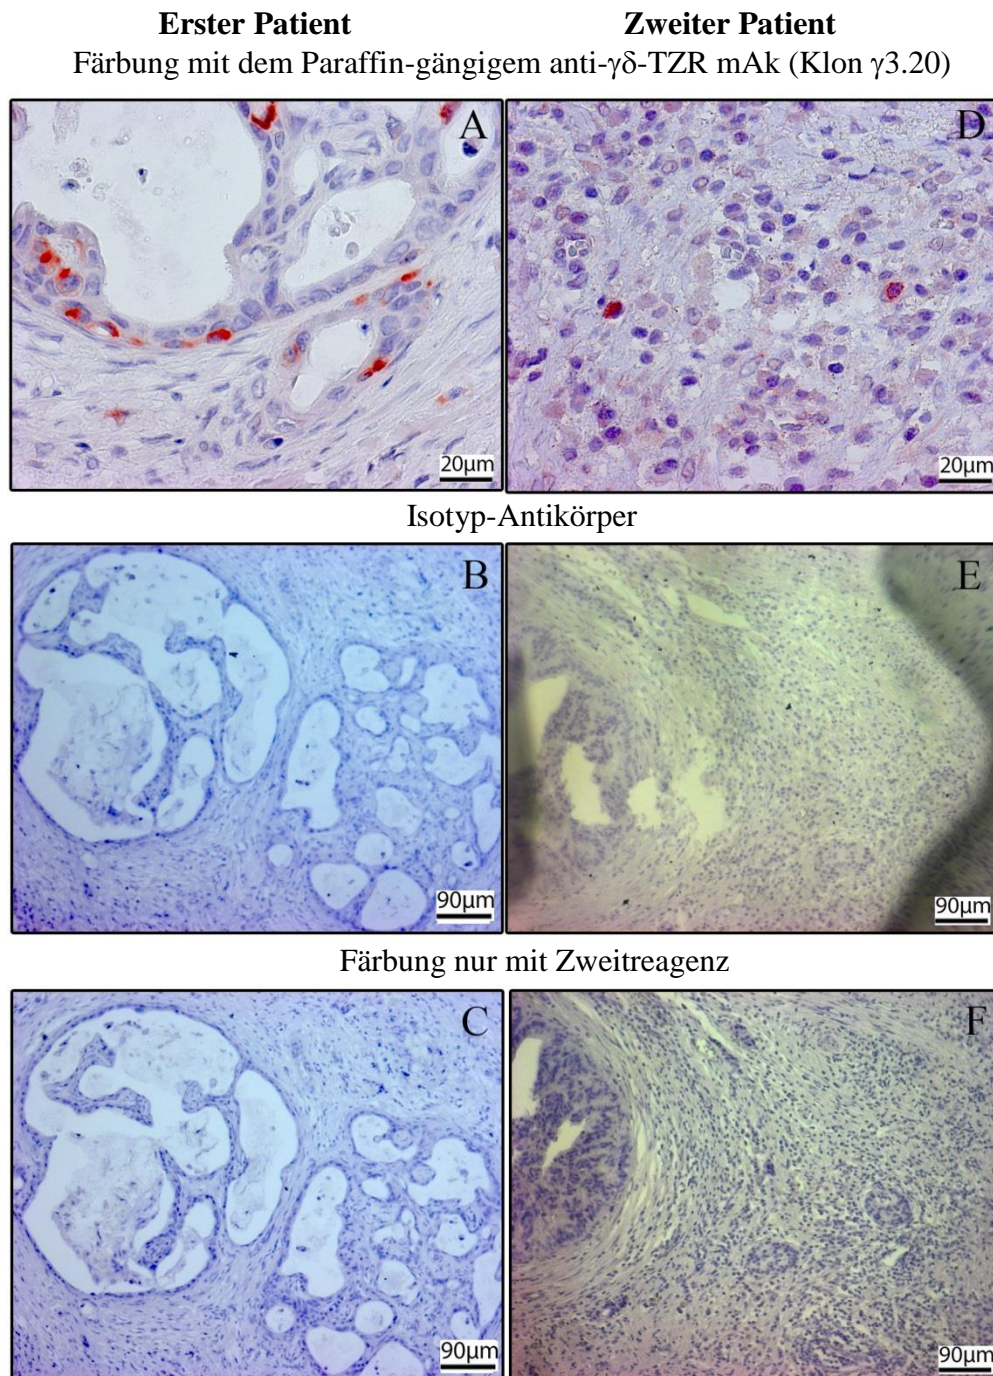 Erster Patient Zweiter Patient
Färbung mit dem Paraffin-gängigem anti-γδ-TZR mAk (Klon γ3.20)
A D
20µm 20µm
Isotyp-Antikörper
B E
90µm 90µm
Färbung nur mit Zweitreagenz
C F
90µm 90µm